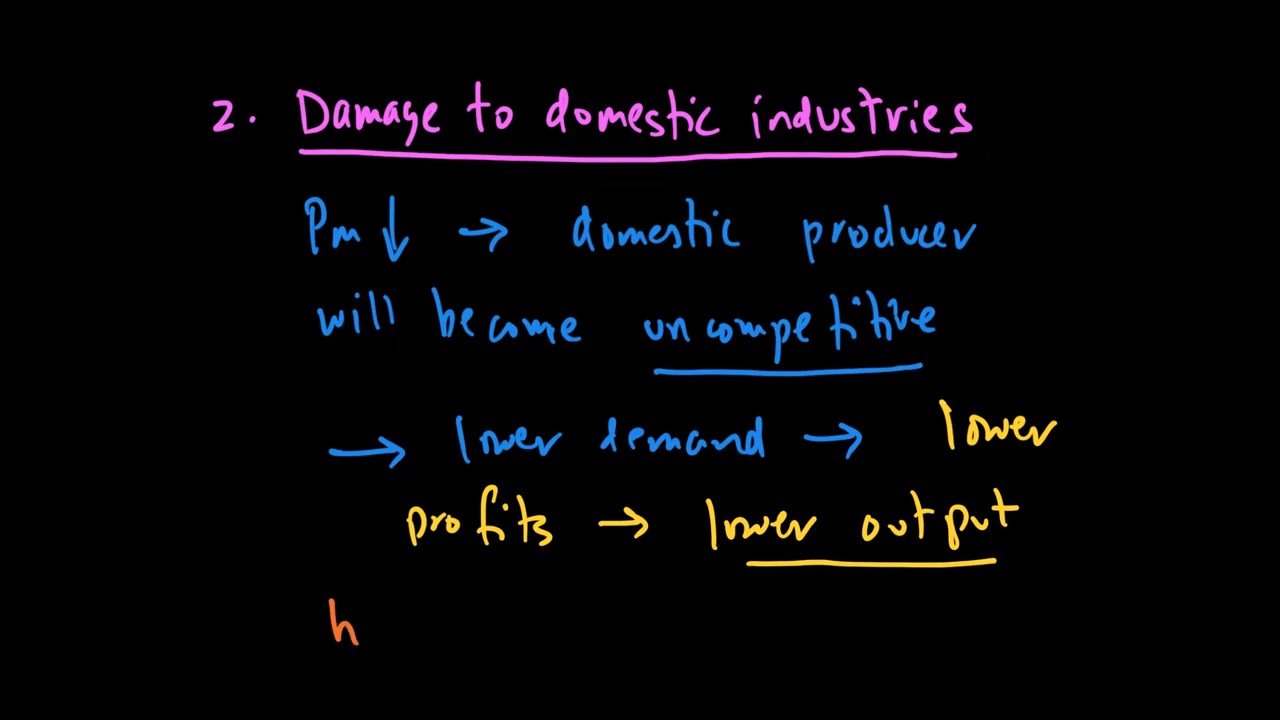 2. Damage to domestic industries
Pm ↓ → domestic producer
will become uncompetitive
→ lower demand → lower
profits → lower output
h